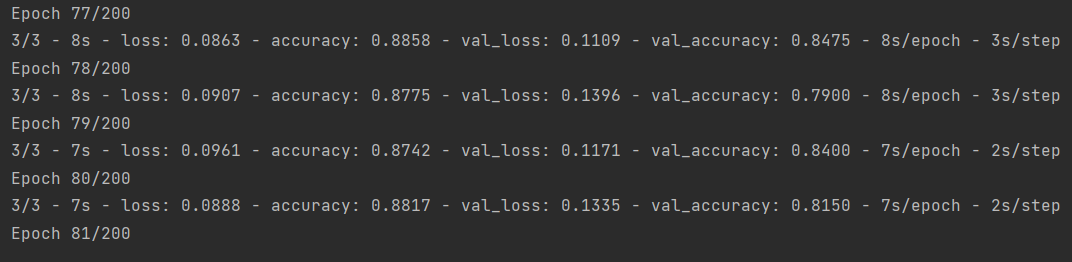 Epoch 77/200
3/3 - 8s - loss: 0.0863 - accuracy: 0.8858 - val_loss: 0.1109 - val_accuracy: 0.8475 - 8s/epoch - 3s/step
Epoch 78/200
3/3 - 8s - loss: 0.0907 - accuracy: 0.8775 - val_loss: 0.1396 - val_accuracy: 0.7900 - 8s/epoch - 3s/step
Epoch 79/200
3/3 - 7s - loss: 0.0961 - accuracy: 0.8742 - val_loss: 0.1171 - val_accuracy: 0.8400 - 7s/epoch - 2s/step
Epoch 80/200
3/3 - 7s - loss: 0.0888 - accuracy: 0.8817 - val_loss: 0.1335 - val_accuracy: 0.8150 - 7s/epoch - 2s/step
Epoch 81/200